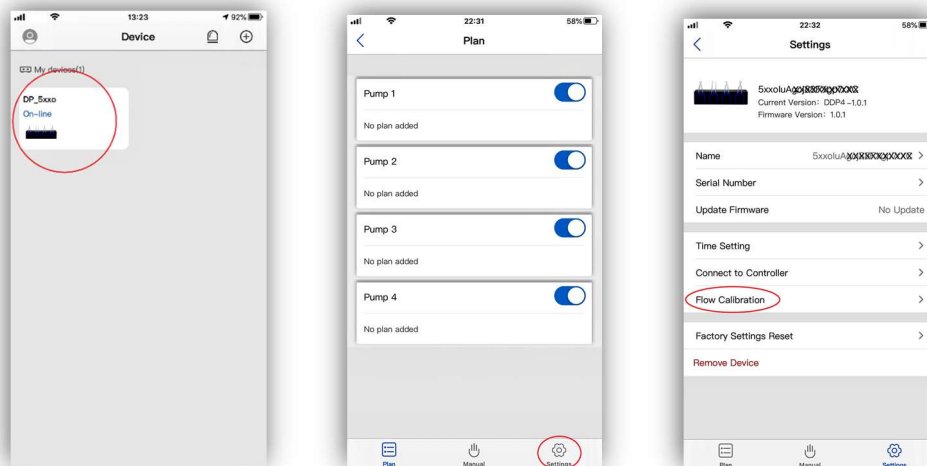 13:23
92%
Device
My devices(1)
DP_5xxo
On-line
22:31
58%
Plan
Pump 1
No plan added
Pump 2
No plan added
Pump 3
No plan added
Pump 4
No plan added
Plan
Manual
Settings
22:32
58%
Settings
Current Version: DDP4-1.0.1
Firmware Version: 1.0.1
Name
Serial Number
Update Firmware No Update
Time Setting
Connect to Controller
Flow Calibration
Factory Settings Reset
Remove Device
Plan
Manual
Settings